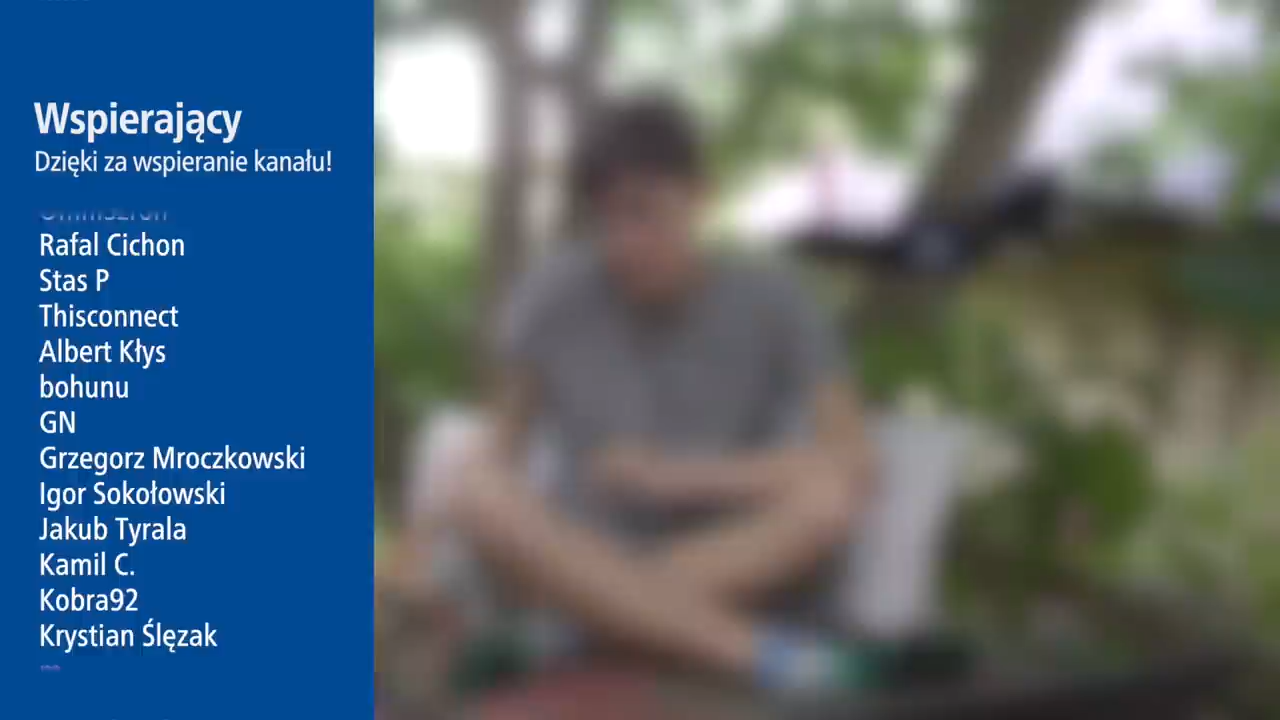 Wspierający
Dzięki za wspieranie kanału!
Rafal Cichon
Stas P
Thisconnect
Albert Kłys
bohunu
GN
Grzegorz Mroczkowski
Igor Sokołowski
Jakub Tyrala
Kamil C.
Kobra92
Krystian Ślęzak